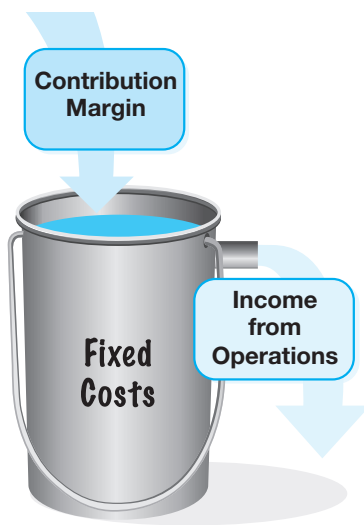 Contribution
Margin
Fixed
Costs
Income
from
Operations